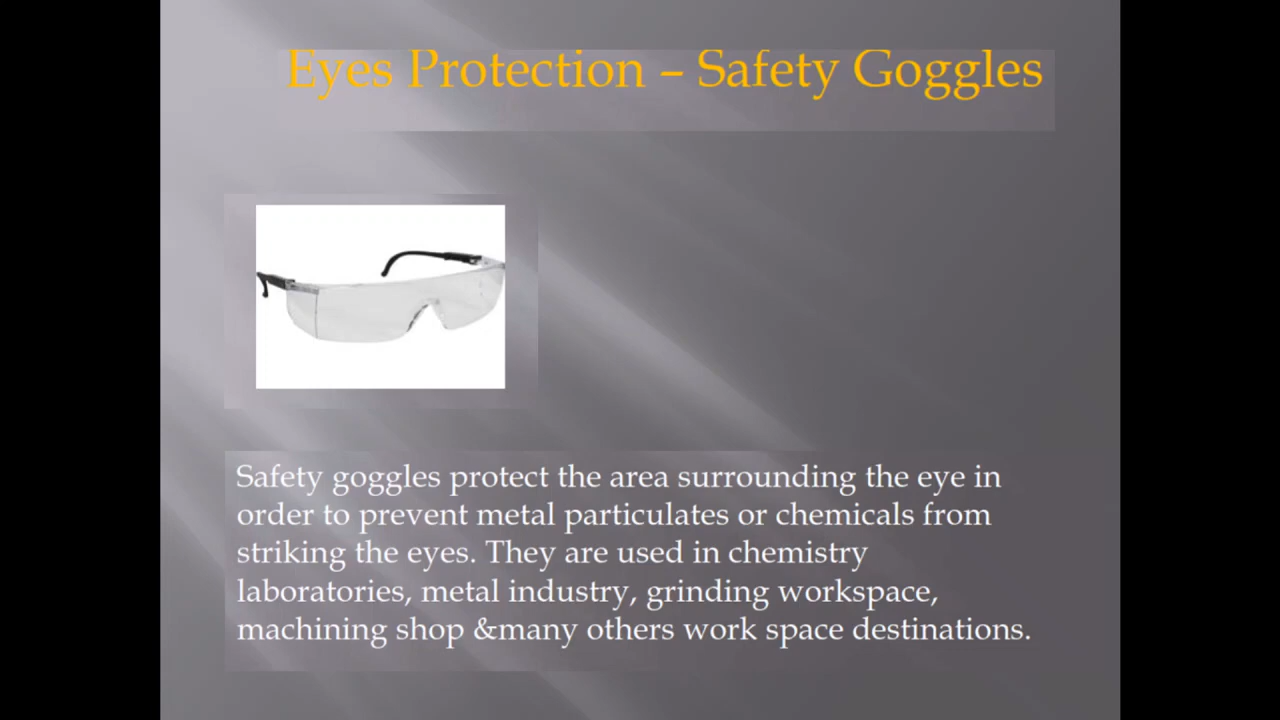 Eyes Protection – Safety Goggles
Safety goggles protect the area surrounding the eye in
order to prevent metal particulates or chemicals from
striking the eyes. They are used in chemistry
laboratories, metal industry, grinding workspace,
machining shop &many others work space destinations.